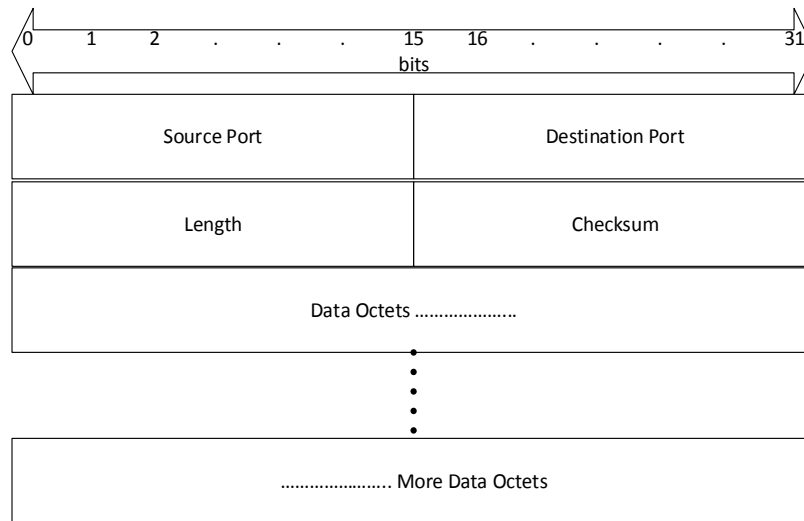 0 1 2 . . . 15 16 . . . . 31
bits
Source Port Destination Port
Length Checksum
Data Octets ………………..
………………….. More Data Octets